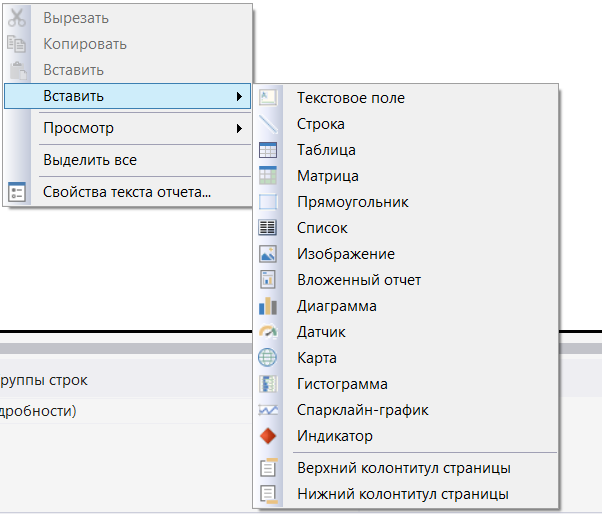 Вырезать
Копировать
Вставить
Вставить
Просмотр
Выделить все
Свойства текста отчета...
Текстовое поле
Строка
Таблица
Матрица
Прямоугольник
Список
Изображение
Вложенный отчет
Диаграмма
Датчик
Карта
Гистограмма
Спарклайн-график
Индикатор
Верхний колонтитул страницы
Нижний колонтитул страницы
руппы строк
дробности)